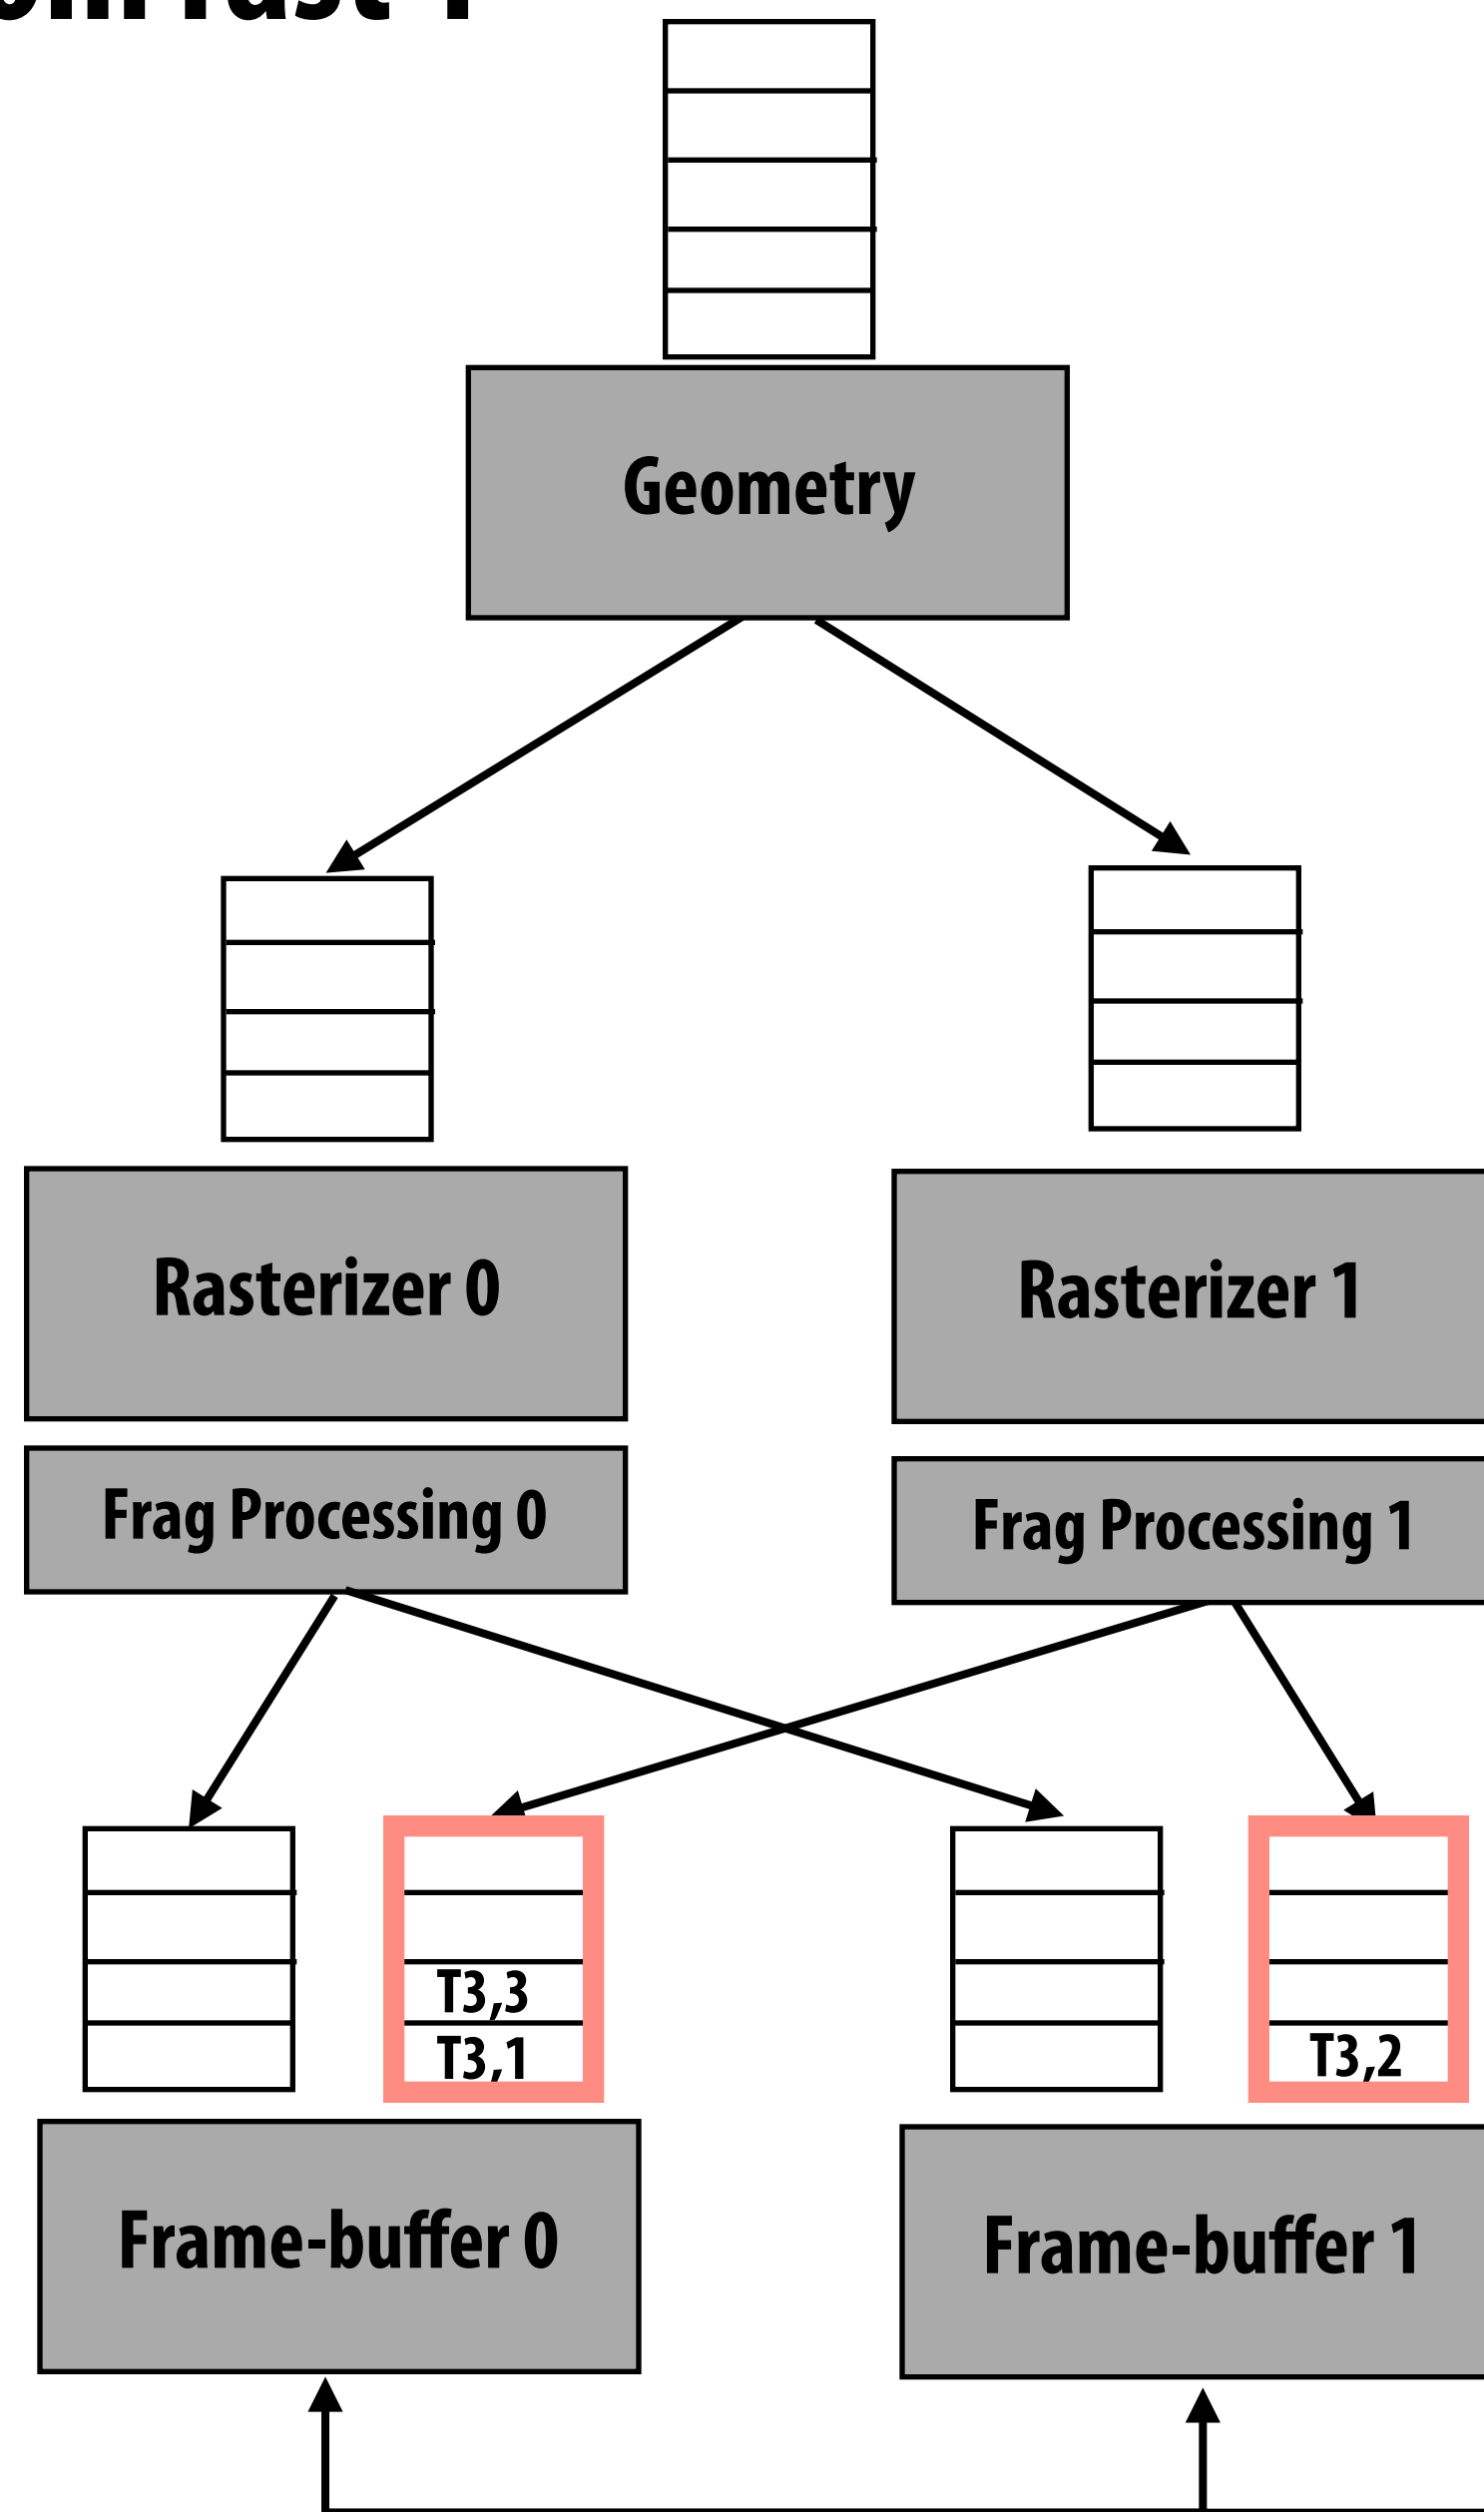 Geometry
Rasterizer 0
Rasterizer 1
Frag Processing 0
Frag Processing 1
T3,3
T3,1
T3,2
Frame-buffer 0
Frame-buffer 1